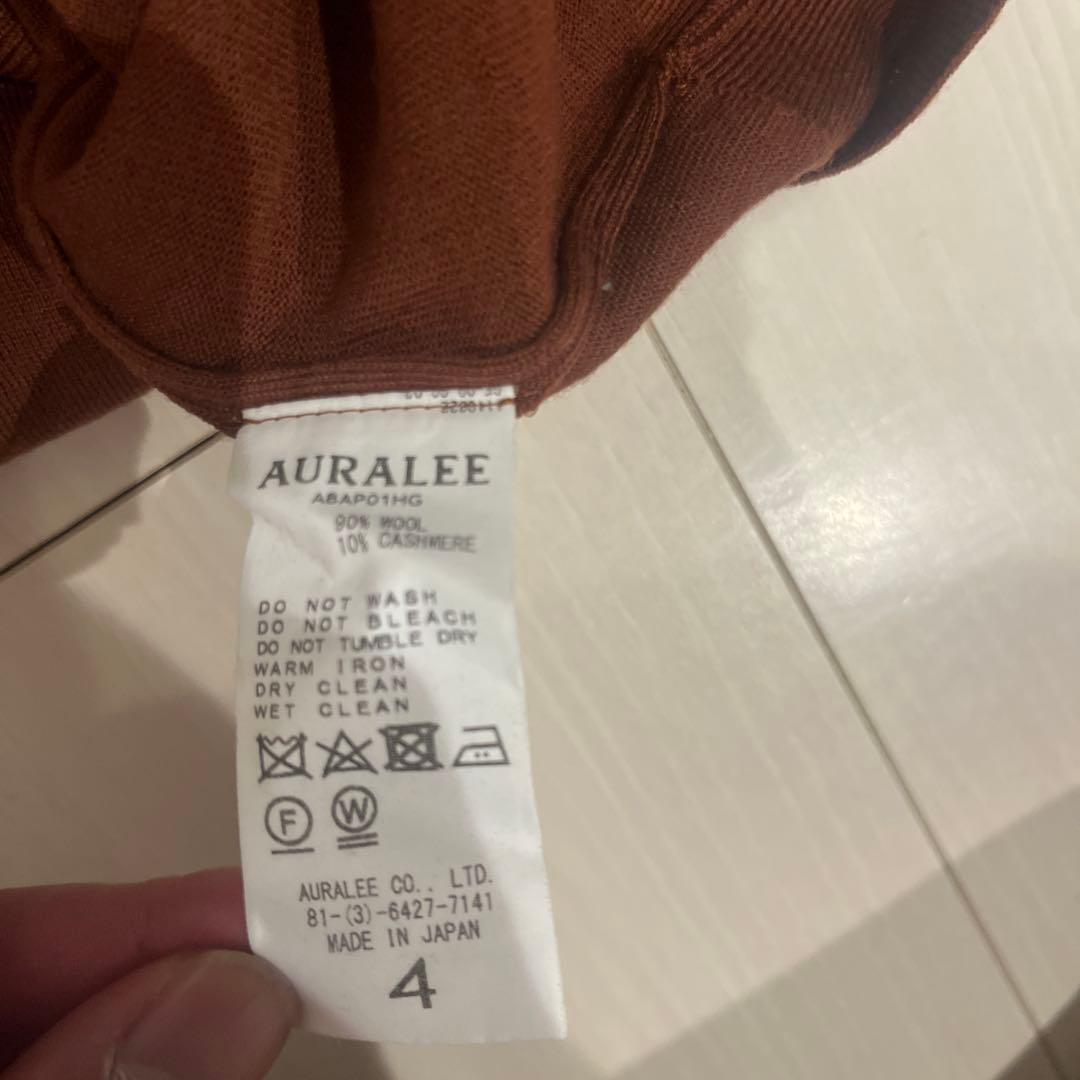 AURALEE
A8AP01HG
90% WOOL
10% CASHMERE
DO NOT WASH
DO NOT BLEACH
DO NOT TUMBLE DRY
WARM IRON
DRY CLEAN
WET CLEAN
F W
AURALEE CO., LTD.
81-(3)-6427-7141
MADE IN JAPAN
4